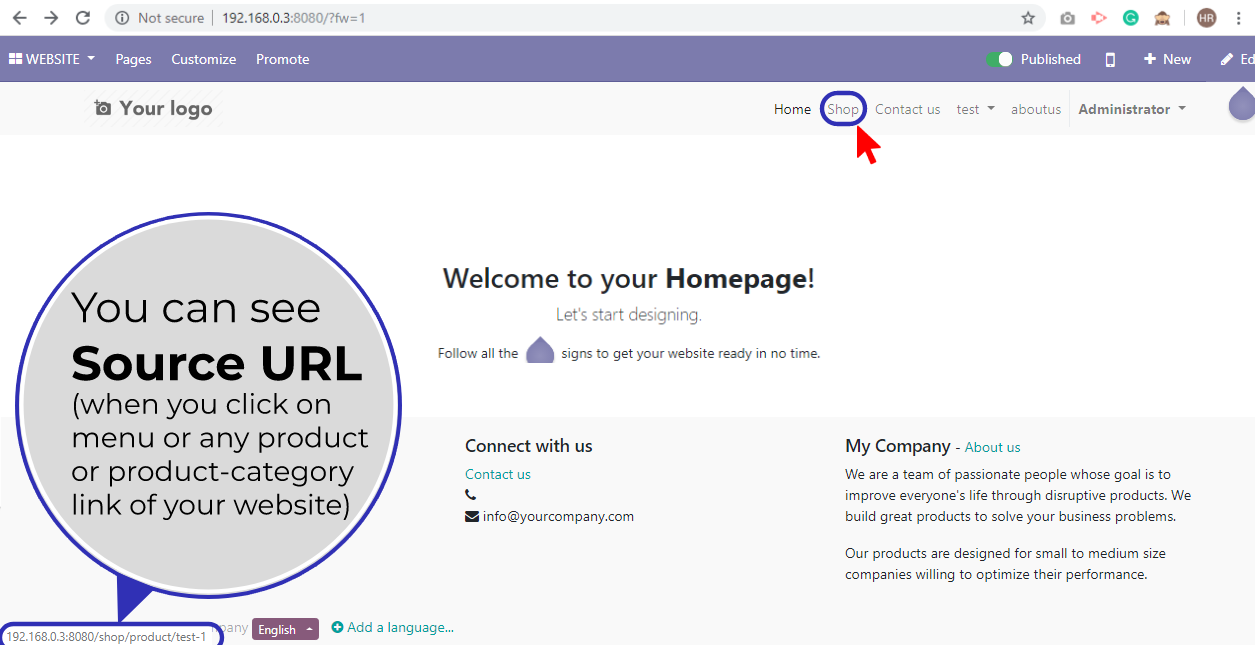 Not secure | 192.168.0.3:8080/?fw=1
HR
WEBSITE Pages Customize Promote Published New
Your logo
Home Shop Contact us test aboutus Administrator
You can see
Source URL
(when you click on
menu or any product
or product-category
link of your website)
Welcome to your Homepage!
Let's start designing.
Follow all the signs to get your website ready in no time.
Connect with us
Contact us
info@yourcompany.com
My Company - About us
We are a team of passionate people whose goal is to
improve everyone's life through disruptive products. We
build great products to solve your business problems.
Our products are designed for small to medium size
companies willing to optimize their performance.
192.168.0.3:8080/shop/product/test-1
English Add a language...